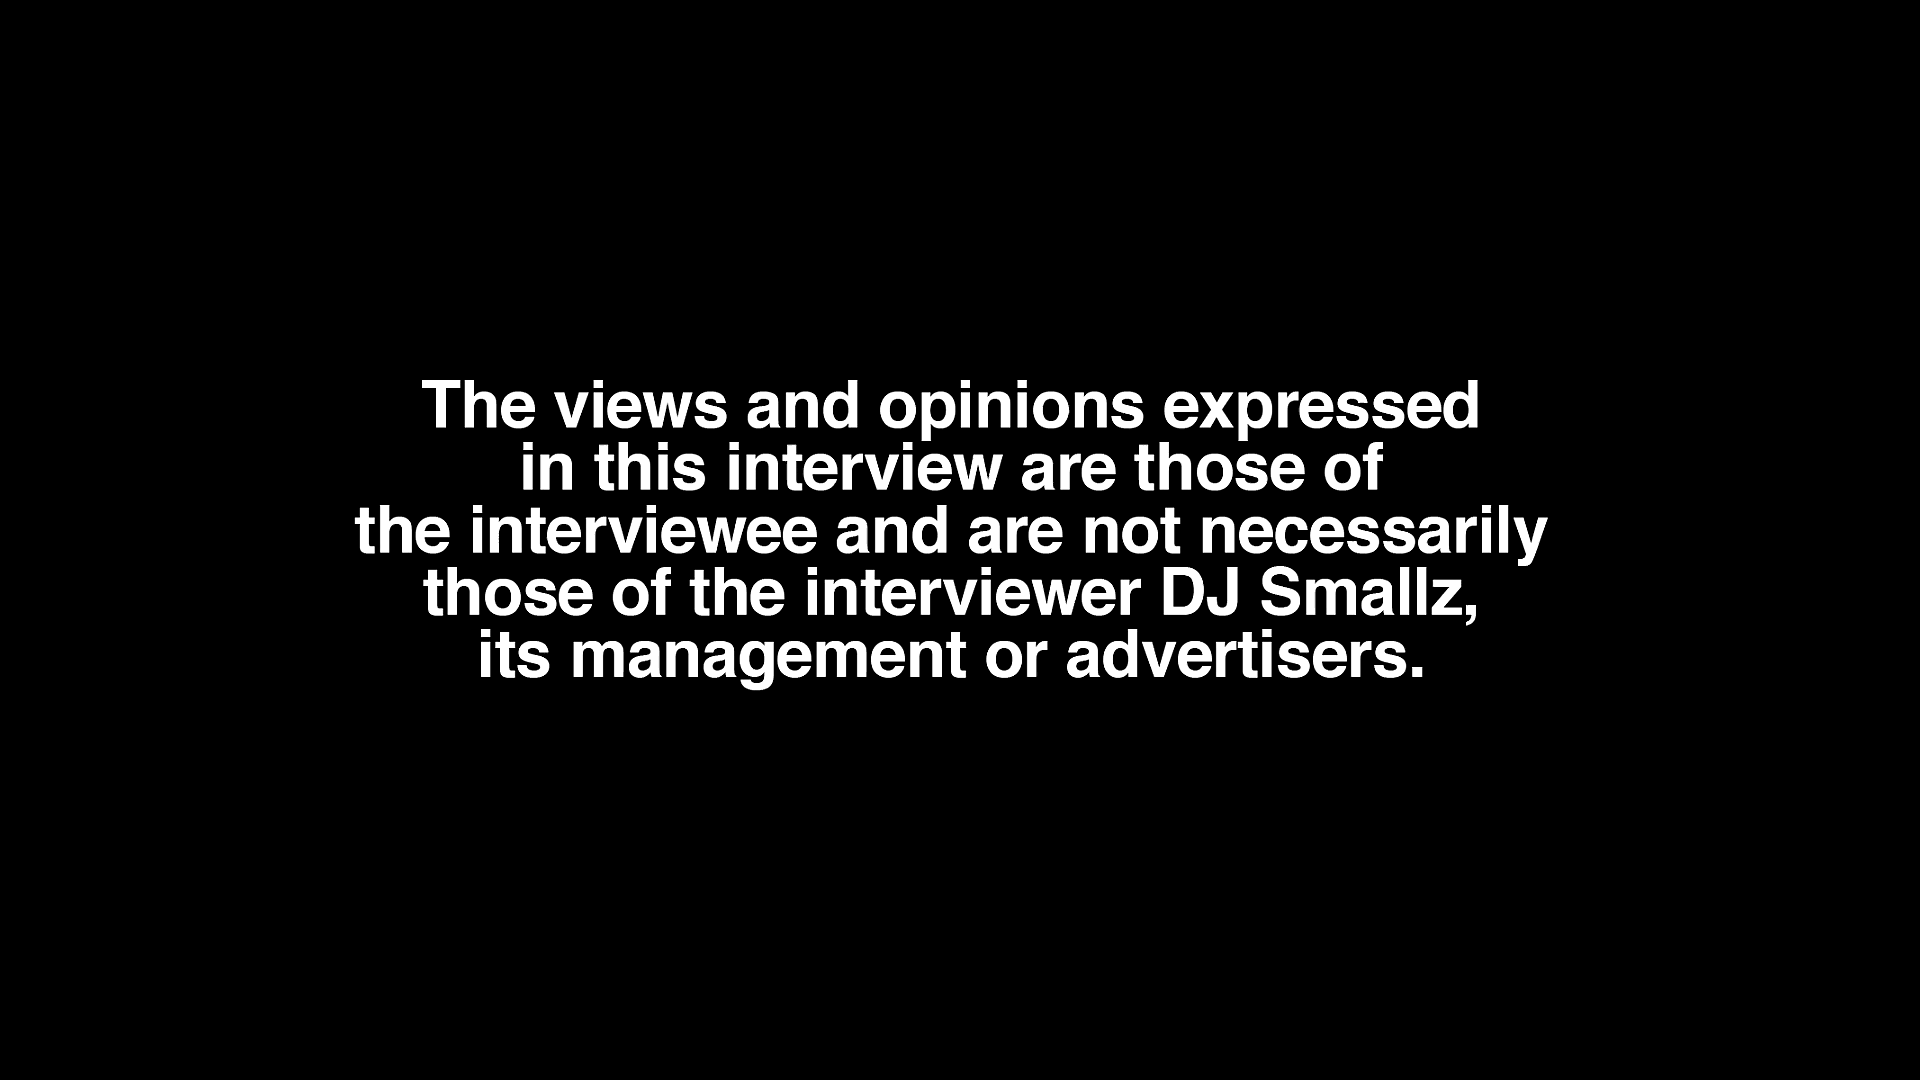 The views and opinions expressed
in this interview are those of
the interviewee and are not necessarily
those of the interviewer DJ Smallz,
its management or advertisers.